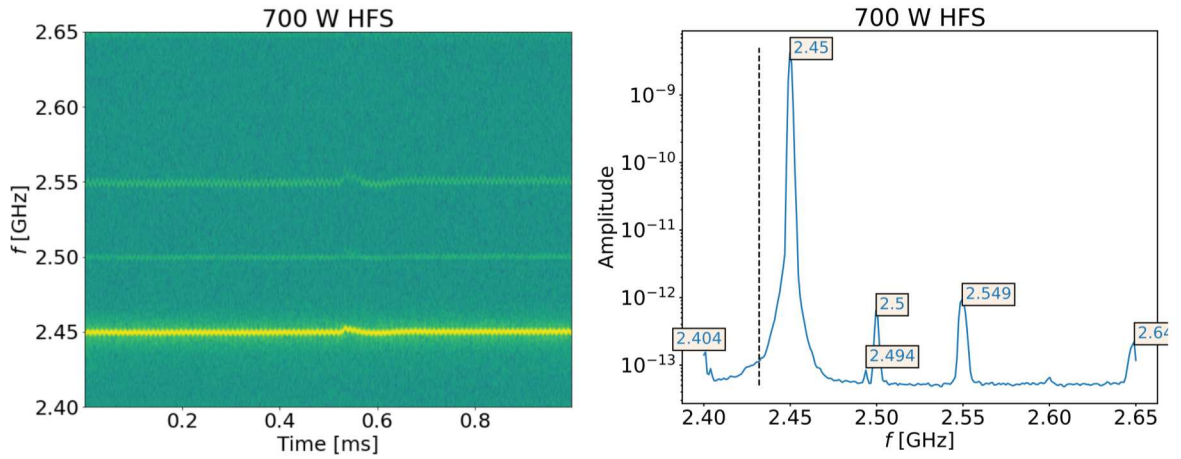 700 W HFS
2.65
2.60
2.55
2.50
2.45
2.40
f [GHz]
0.2 0.4 0.6 0.8
Time [ms]
700 W HFS
10⁻⁹
10⁻¹⁰
10⁻¹¹
10⁻¹²
10⁻¹³
Amplitude
2.45
2.5
2.549
2.494
2.404
2.64
2.40 2.45 2.50 2.55 2.60 2.65
f [GHz]